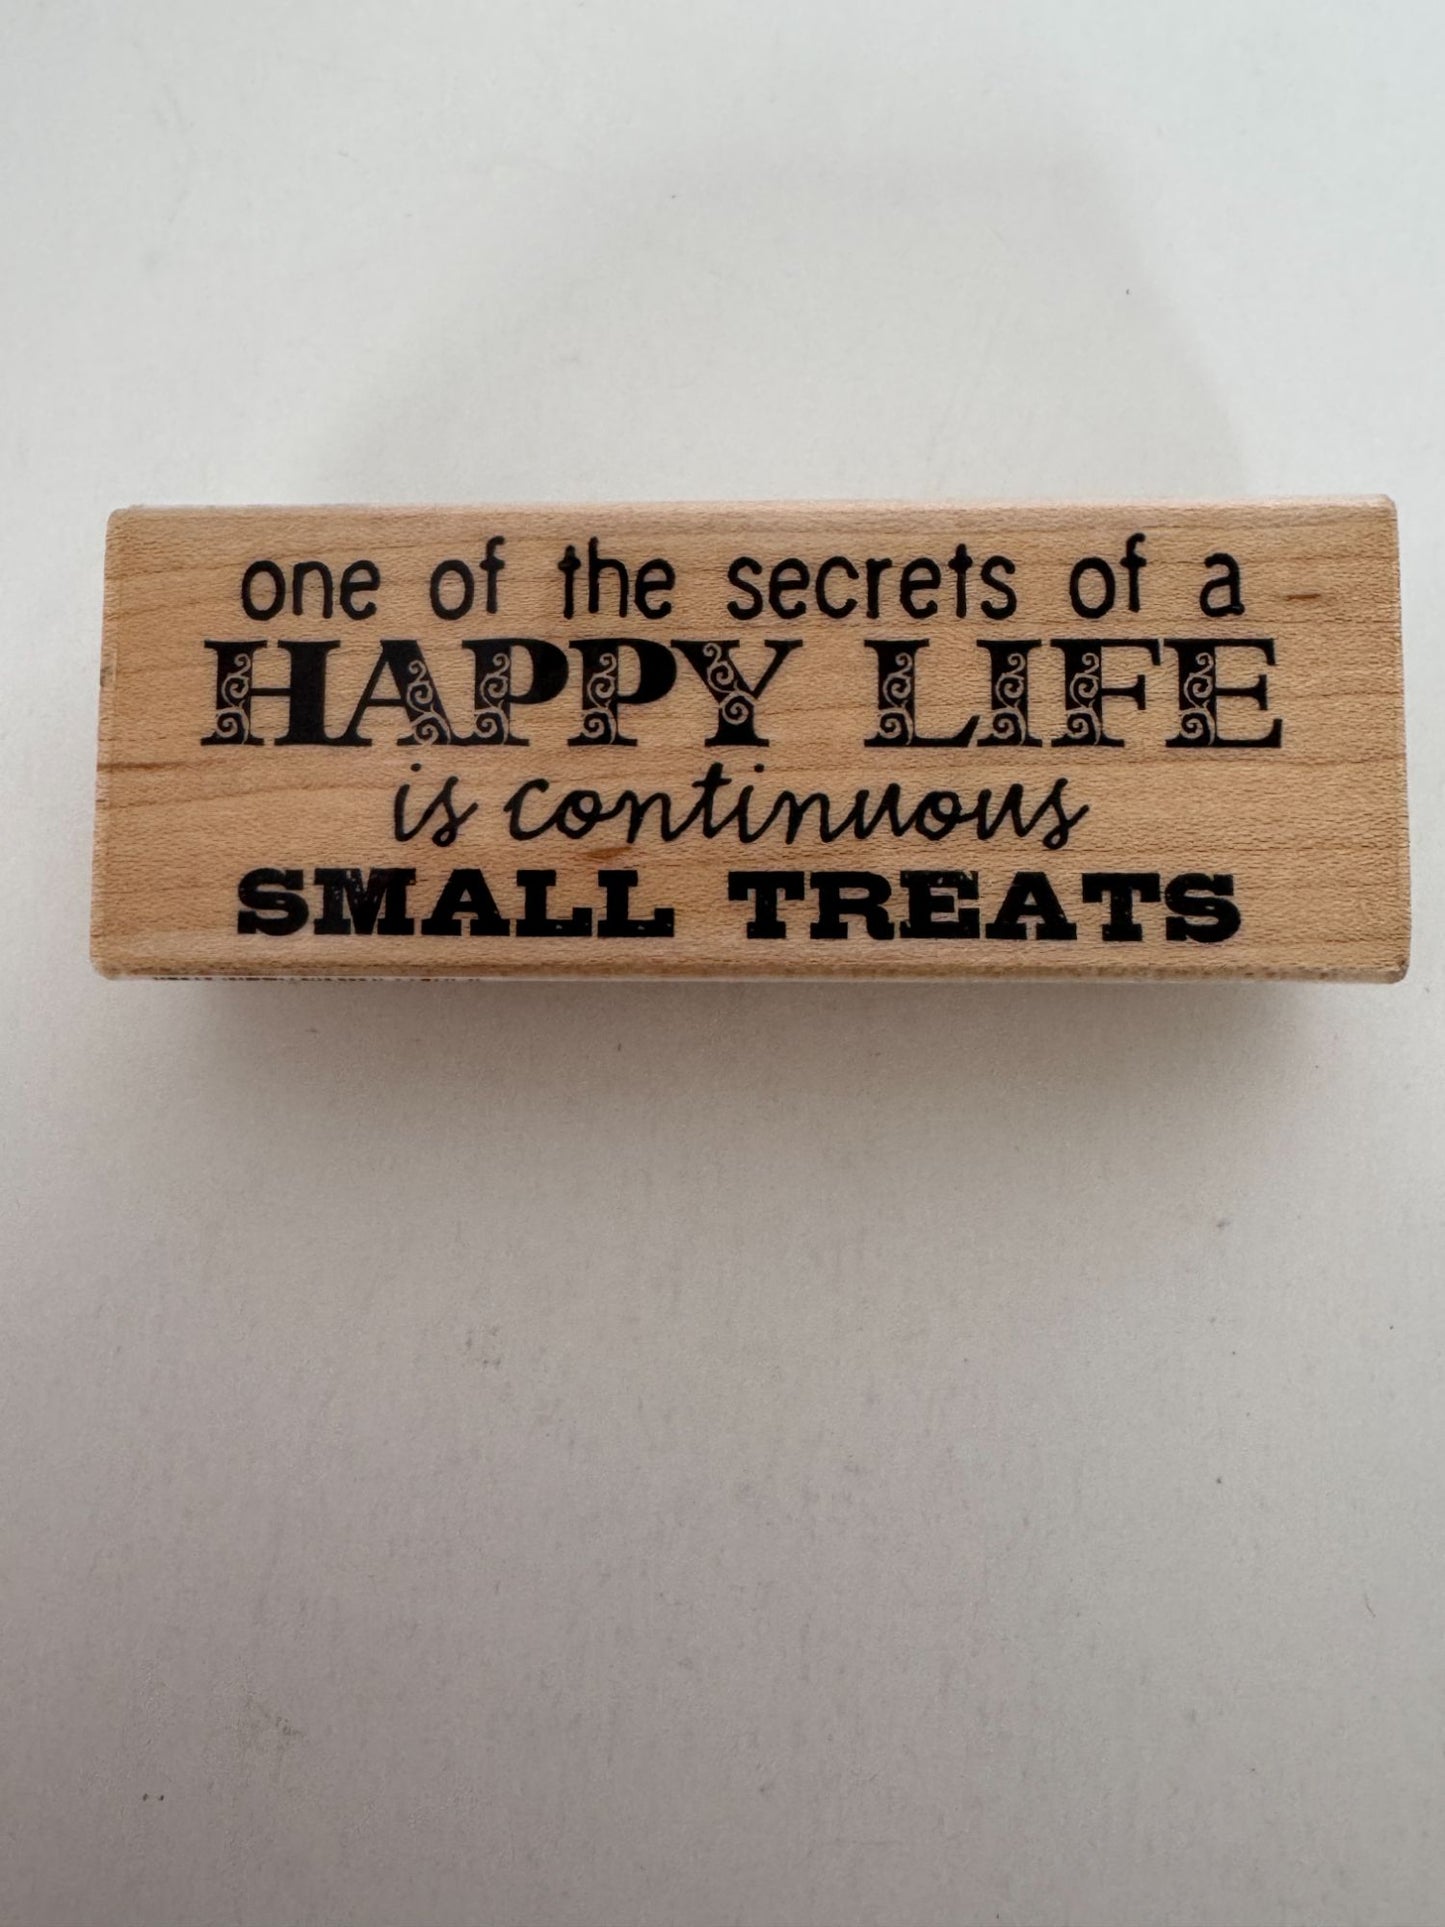 one of the secrets of a
HAPPY LIFE
is continuous
SMALL TREATS